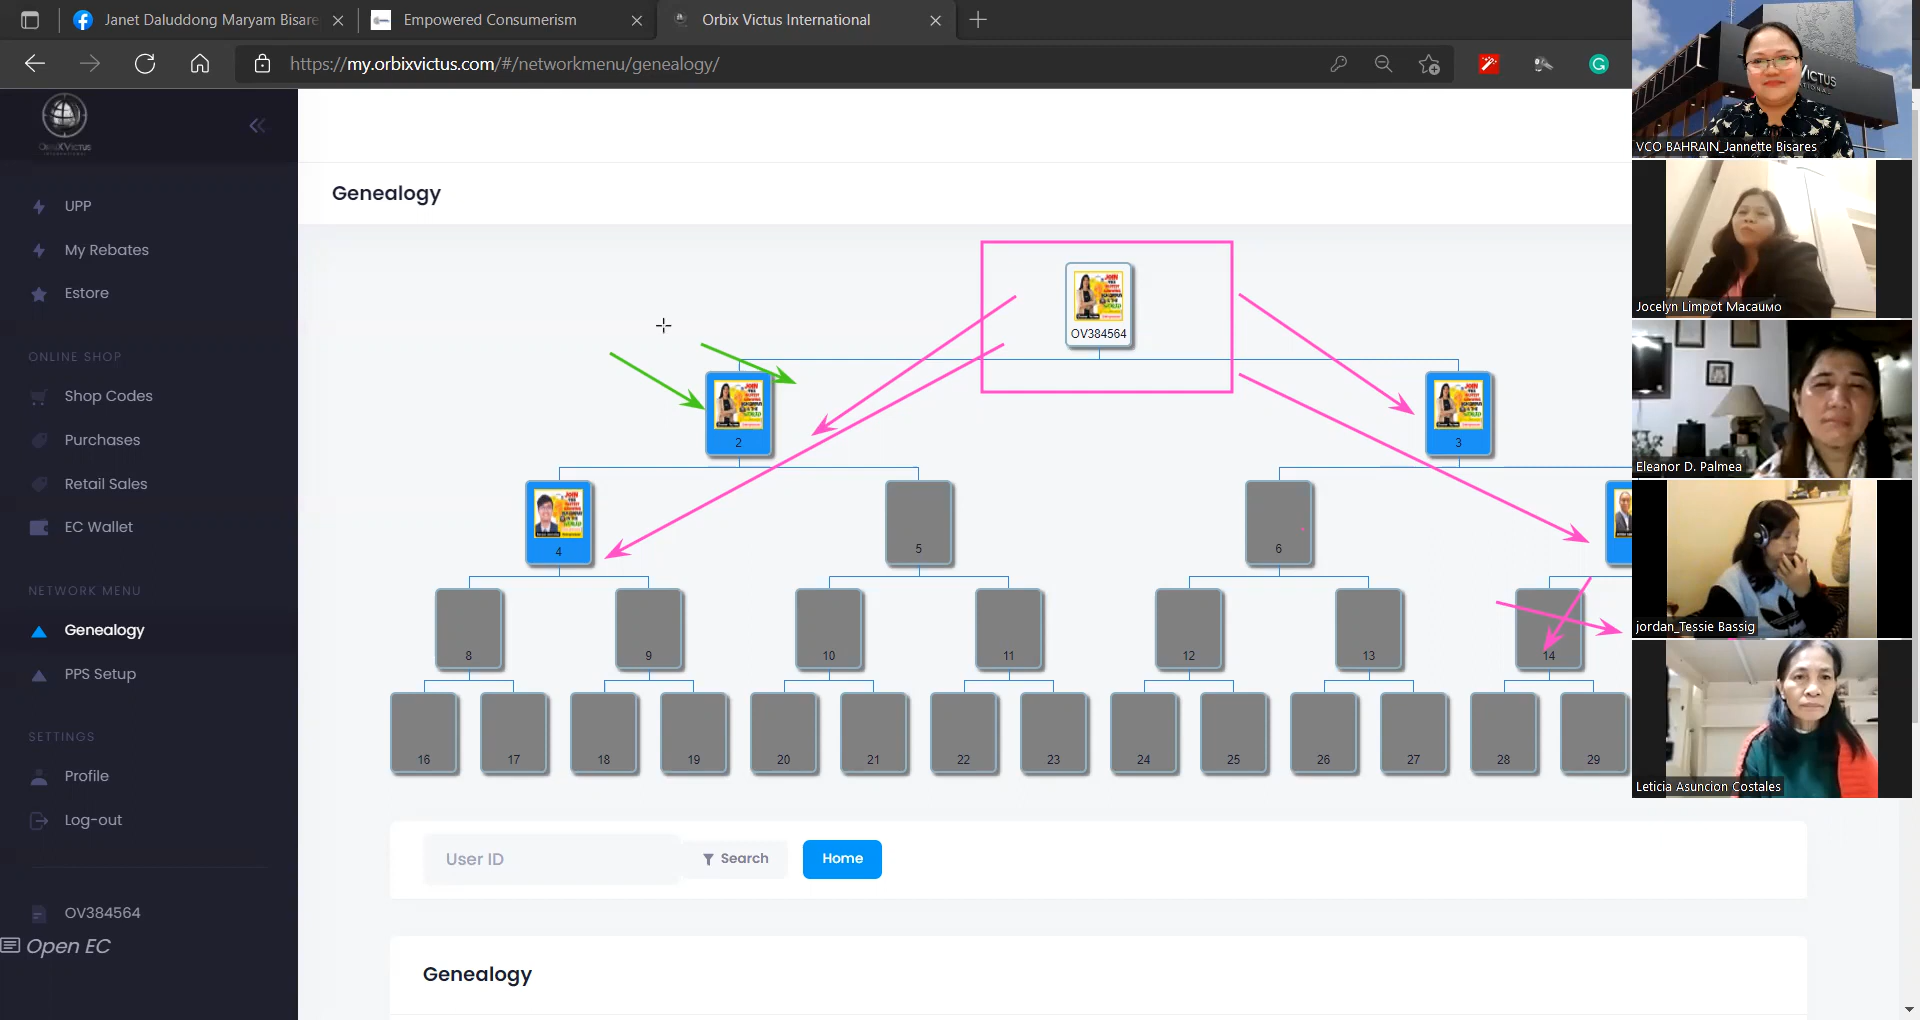 Janet Daluddong Maryam Bisare
Empowered Consumerism
Orbix Victus International
https://my.orbixvictus.com/#/networkmenu/genealogy/
UPP
My Rebates
Estore
ONLINE SHOP
Shop Codes
Purchases
Retail Sales
EC Wallet
NETWORK MENU
Genealogy
PPS Setup
SETTINGS
Profile
Log-out
OV384564
Open EC
Genealogy
OV384564
2
3
4
5
6
8
9
10
11
12
13
14
16
17
18
19
20
21
22
23
24
25
26
27
28
29
User ID
Search
Home
Genealogy
VCO BAHRAIN_Jannette Bisares
Jocelyn Limpot Macaumo
Eleanor D. Palmea
jordan_Tessie Bassig
Leticia Asuncion Costales